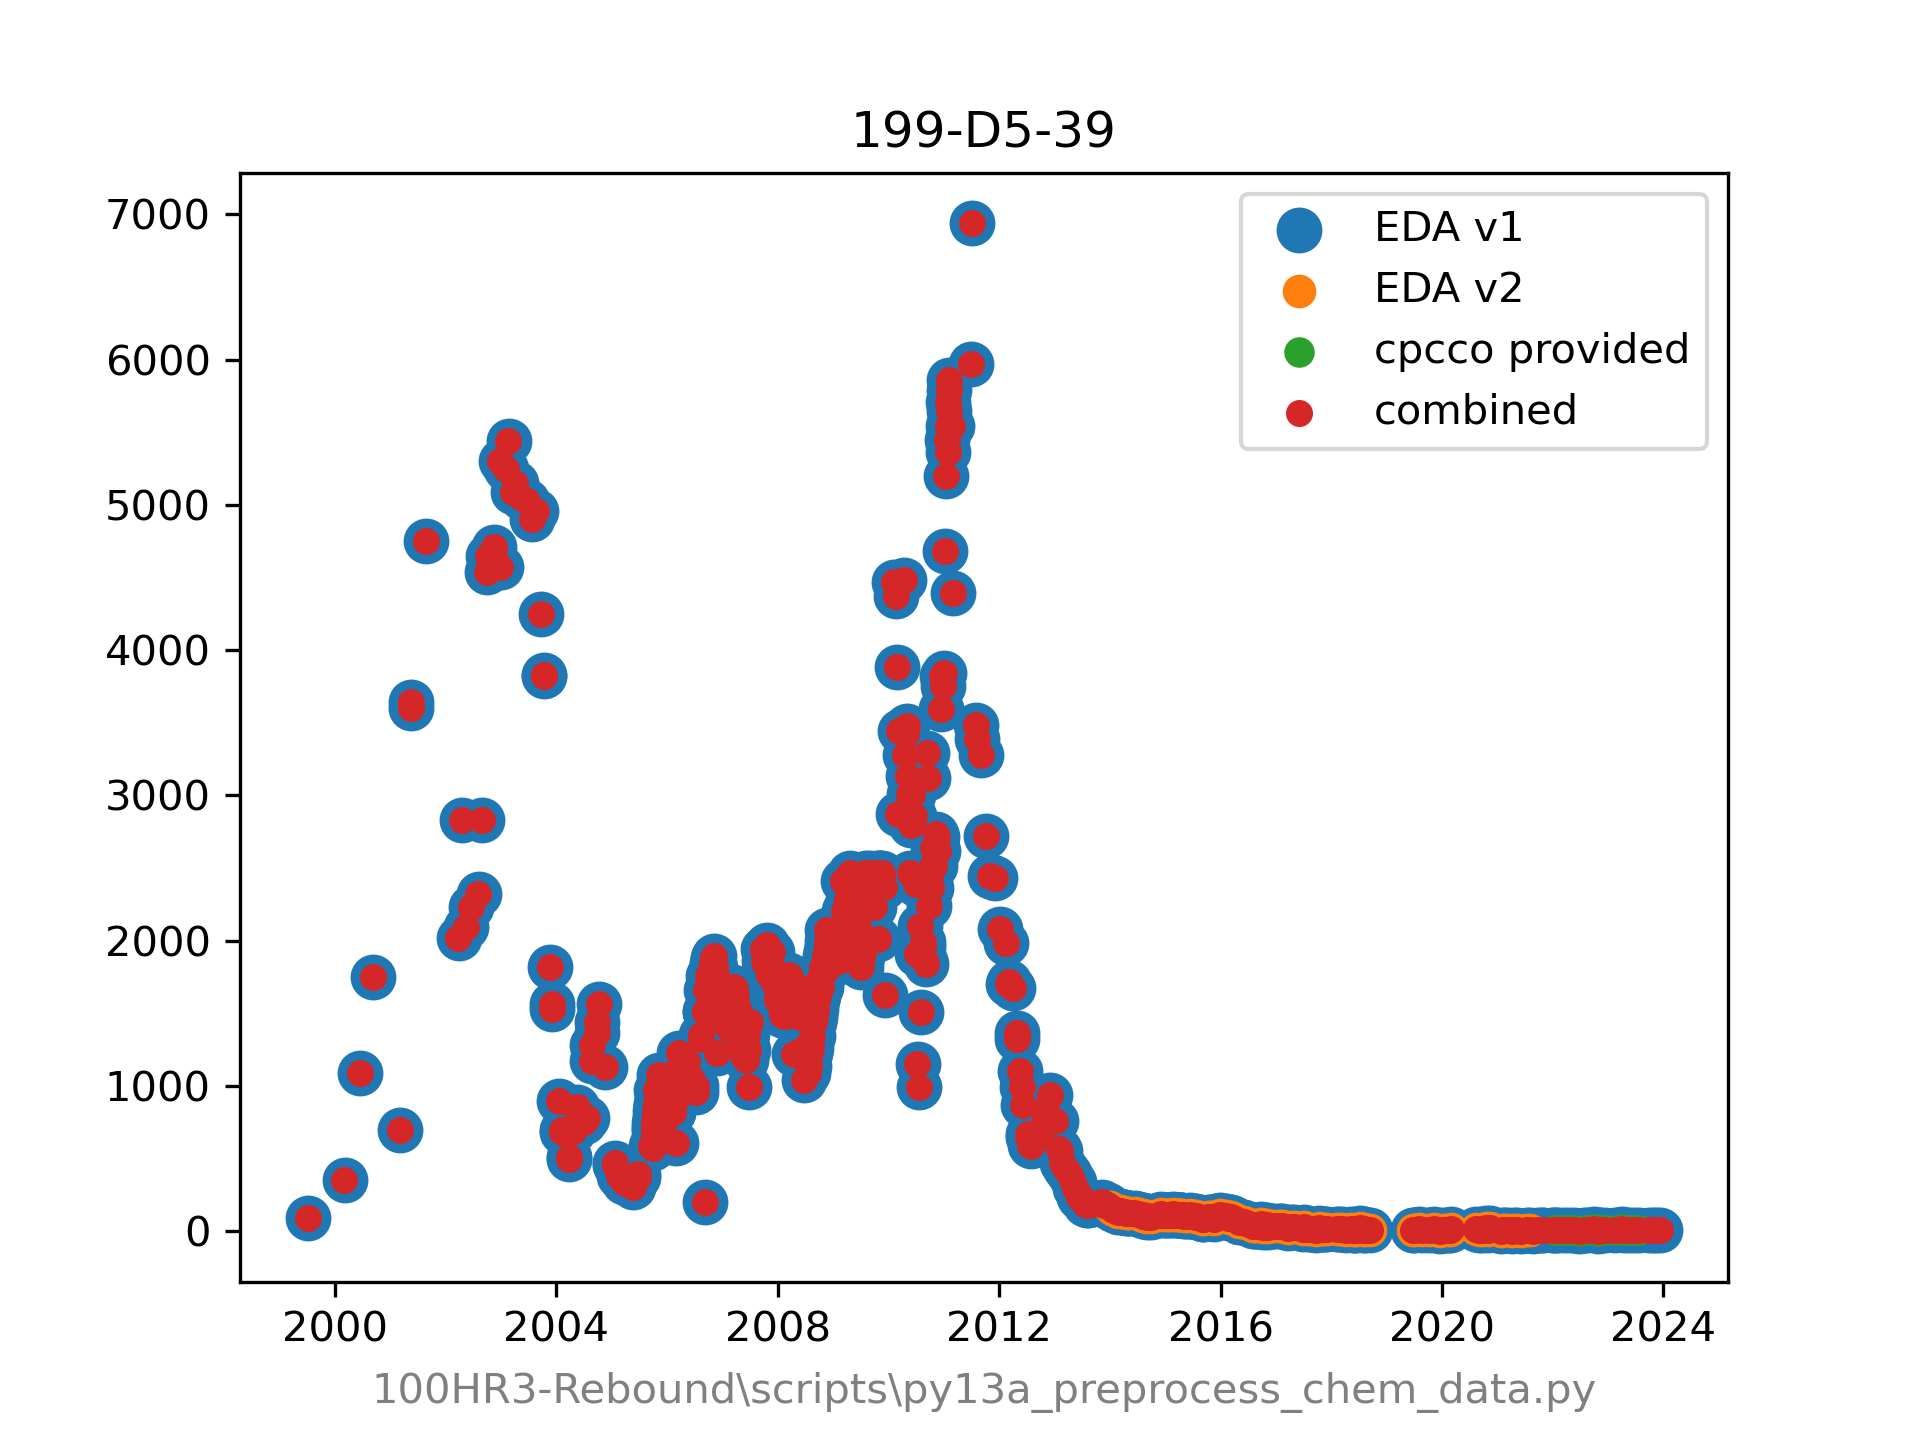 199-D5-39
7000
6000
5000
4000
3000
2000
1000
0
EDA v1
EDA v2
cpcco provided
combined
2000 2004 2008 2012 2016 2020 2024
100HR3-Rebound\scripts\py13a_preprocess_chem_data.py